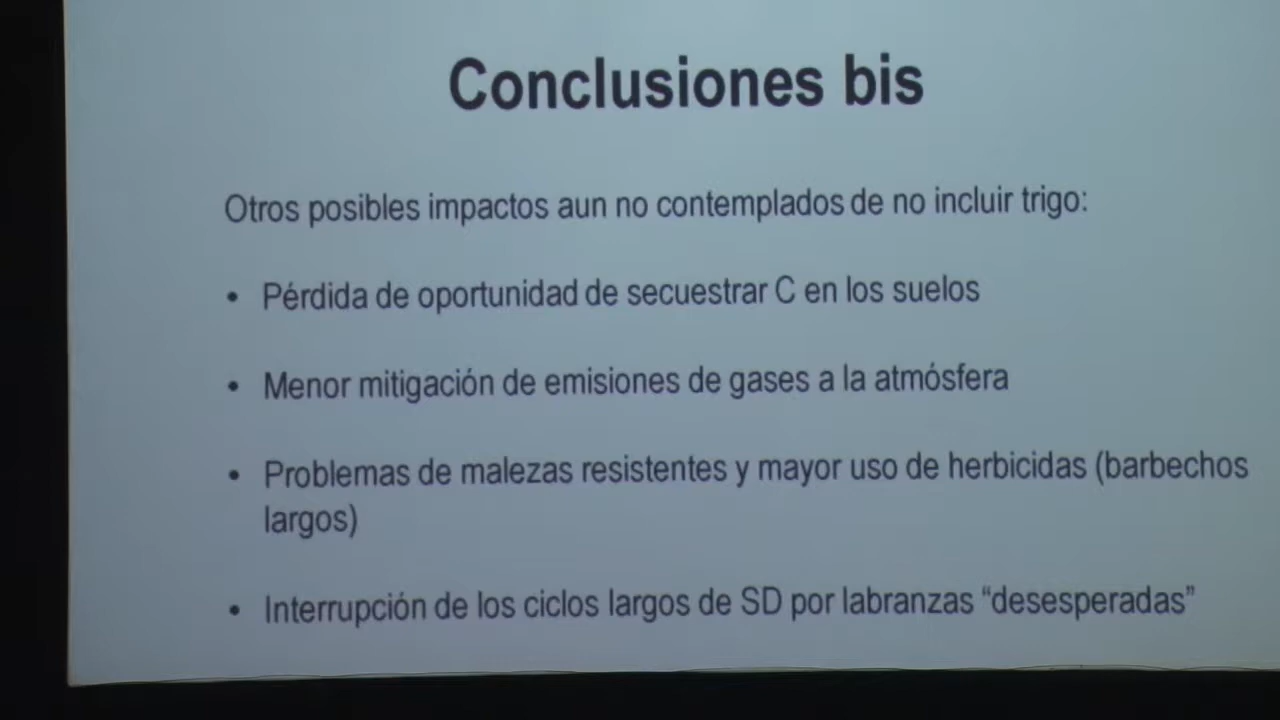 Conclusiones bis
Otros posibles impactos aun no contemplados de no incluir trigo:
• Pérdida de oportunidad de secuestrar C en los suelos
• Menor mitigación de emisiones de gases a la atmósfera
• Problemas de malezas resistentes y mayor uso de herbicidas (barbechos
largos)
• Interrupción de los ciclos largos de SD por labranzas “desesperadas”